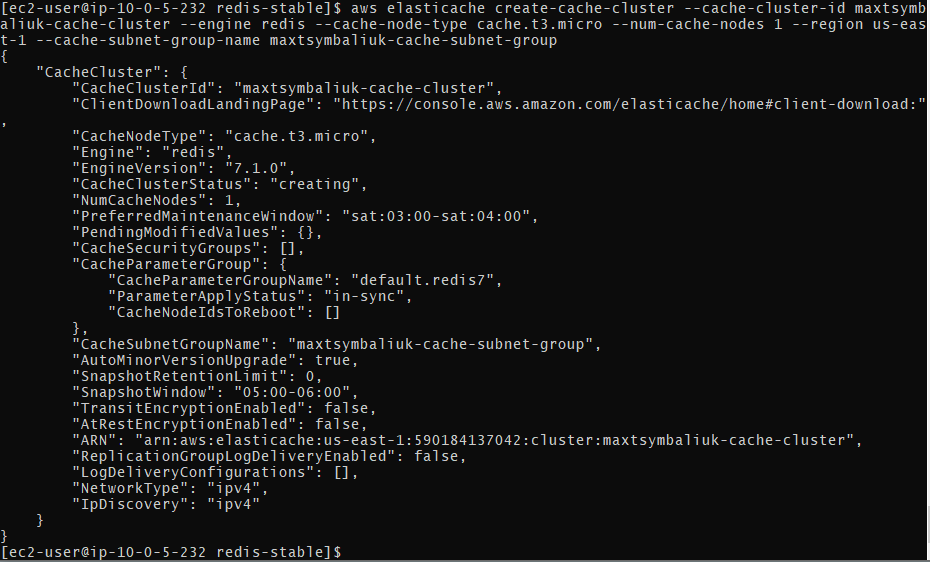 [ec2-user@ip-10-0-5-232 redis-stable]$ aws elasticache create-cache-cluster --cache-cluster-id maxtsymb
aliuk-cache-cluster --engine redis --cache-node-type cache.t3.micro --num-cache-nodes 1 --region us-eas
t-1 --cache-subnet-group-name maxtsymbaliuk-cache-subnet-group
{
    "CacheCluster": {
        "CacheClusterId": "maxtsymbaliuk-cache-cluster",
        "ClientDownloadLandingPage": "https://console.aws.amazon.com/elasticache/home#client-download:"
,
        "CacheNodeType": "cache.t3.micro",
        "Engine": "redis",
        "EngineVersion": "7.1.0",
        "CacheClusterStatus": "creating",
        "NumCacheNodes": 1,
        "PreferredMaintenanceWindow": "sat:03:00-sat:04:00",
        "PendingModifiedValues": {},
        "CacheSecurityGroups": [],
        "CacheParameterGroup": {
            "CacheParameterGroupName": "default.redis7",
            "ParameterApplyStatus": "in-sync",
            "CacheNodeIdsToReboot": []
        },
        "CacheSubnetGroupName": "maxtsymbaliuk-cache-subnet-group",
        "AutoMinorVersionUpgrade": true,
        "SnapshotRetentionLimit": 0,
        "SnapshotWindow": "05:00-06:00",
        "TransitEncryptionEnabled": false,
        "AtRestEncryptionEnabled": false,
        "ARN": "arn:aws:elasticache:us-east-1:590184137042:cluster:maxtsymbaliuk-cache-cluster",
        "ReplicationGroupLogDeliveryEnabled": false,
        "LogDeliveryConfigurations": [],
        "NetworkType": "ipv4",
        "IpDiscovery": "ipv4"
    }
}
[ec2-user@ip-10-0-5-232 redis-stable]$